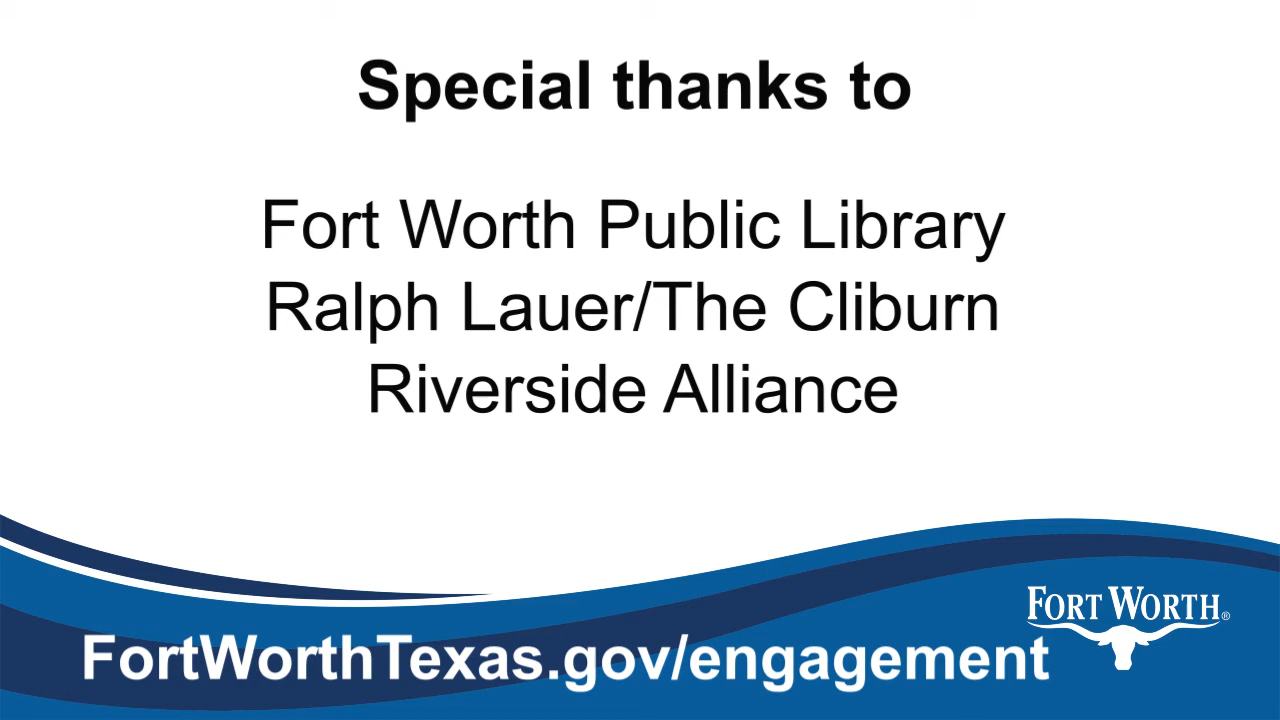 Special thanks to
Fort Worth Public Library
Ralph Lauer/The Cliburn
Riverside Alliance
FORT WORTH®
FortWorthTexas.gov/engagement